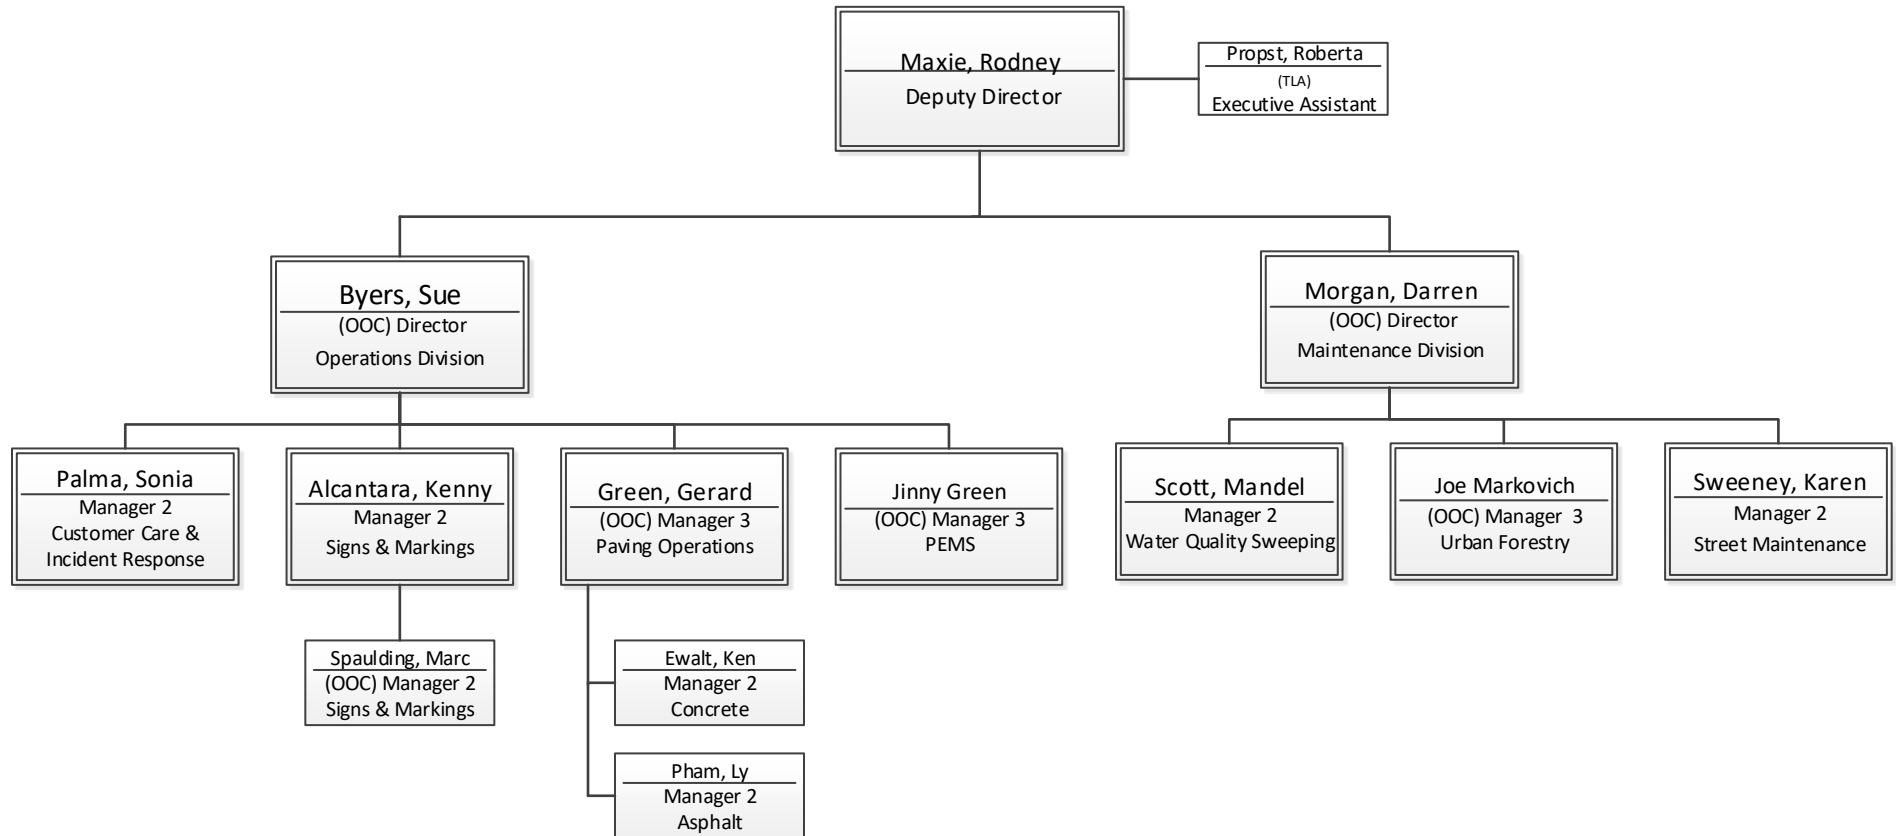 Maxie, Rodney
Deputy Director
Propst, Roberta
(TLA)
Executive Assistant
Byers, Sue
(OOC) Director
Operations Division
Morgan, Darren
(OOC) Director
Maintenance Division
Palma, Sonia
Manager 2
Customer Care &
Incident Response
Alcantara, Kenny
Manager 2
Signs & Markings
Green, Gerard
(OOC) Manager 3
Paving Operations
Jinny Green
(OOC) Manager 3
PEMS
Scott, Mandel
Manager 2
Water Quality Sweeping
Joe Markovich
(OOC) Manager 3
Urban Forestry
Sweeney, Karen
Manager 2
Street Maintenance
Spaulding, Marc
(OOC) Manager 2
Signs & Markings
Ewalt, Ken
Manager 2
Concrete
Pham, Ly
Manager 2
Asphalt